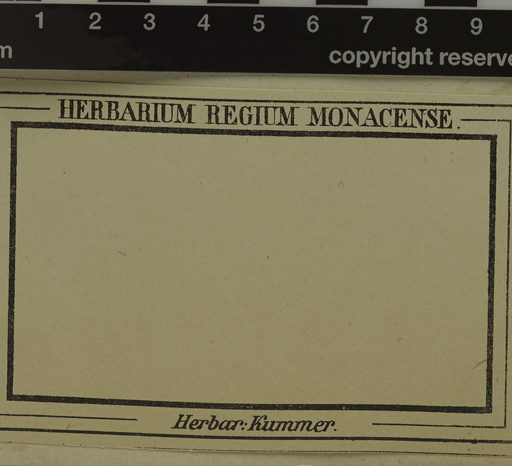 1 2 3 4 5 6 7 8 9
m copyright reserve
HERBARIUM REGIUM MONACENSE.
Herbar: Kummer.